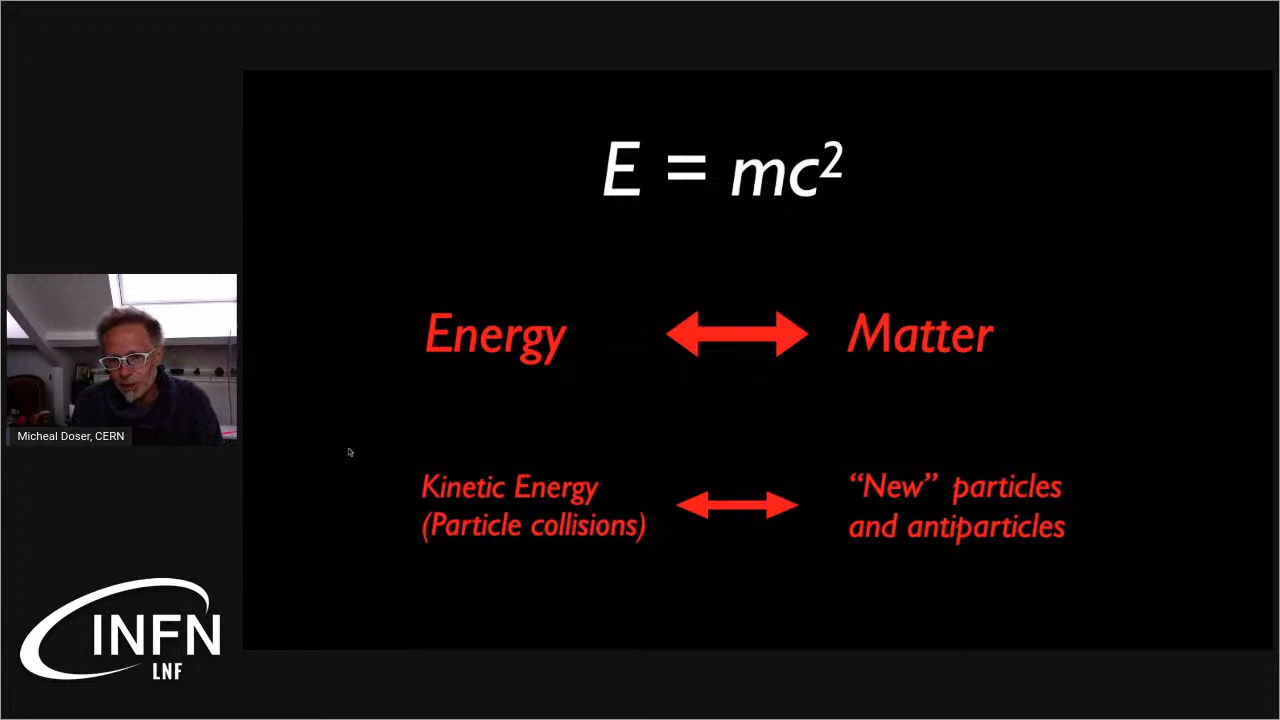 E = mc²
Energy
Matter
Kinetic Energy
(Particle collisions)
“New” particles
and antiparticles
Micheal Doser, CERN
INFN
LNF